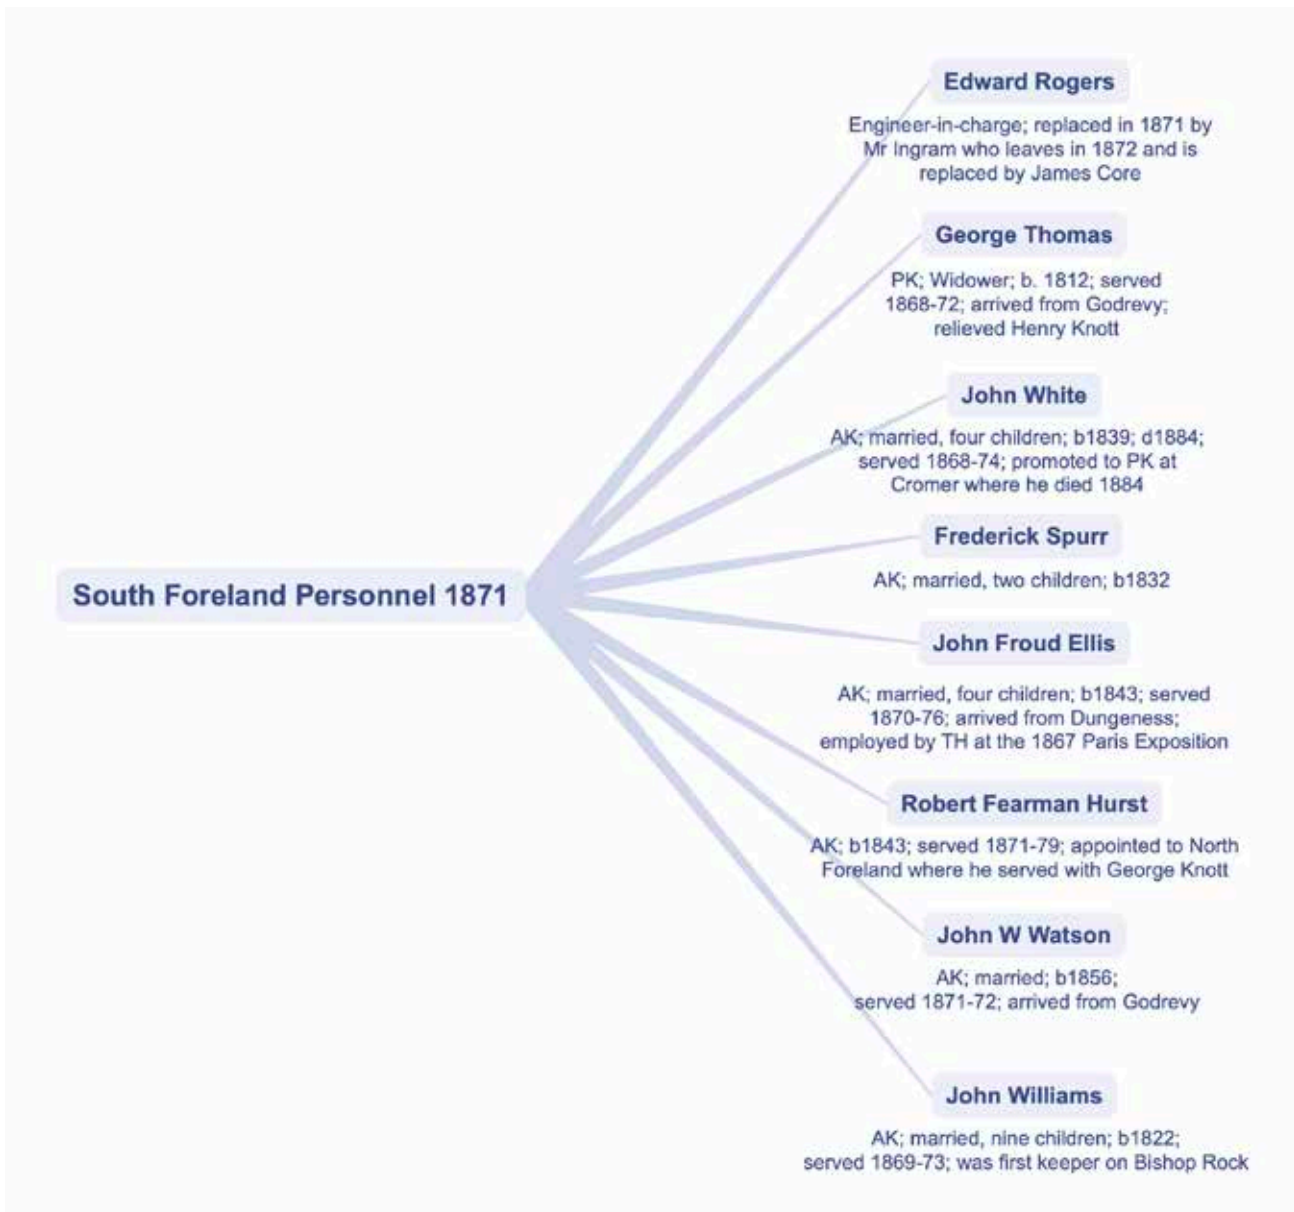 South Foreland Personnel 1871
Edward Rogers
Engineer-in-charge; replaced in 1871 by
Mr Ingram who leaves in 1872 and is
replaced by James Core
George Thomas
PK; Widower; b. 1812; served
1868-72; arrived from Godrevy;
relieved Henry Knott
John White
AK; married, four children; b1839; d1884;
served 1868-74; promoted to PK at
Cromer where he died 1884
Frederick Spurr
AK; married, two children; b1832
John Froud Ellis
AK; married, four children; b1843; served
1870-76; arrived from Dungeness;
employed by TH at the 1867 Paris Exposition
Robert Fearman Hurst
AK; b1843; served 1871-79; appointed to North
Foreland where he served with George Knott
John W Watson
AK; married; b1856;
served 1871-72; arrived from Godrevy
John Williams
AK; married, nine children; b1822;
served 1869-73; was first keeper on Bishop Rock